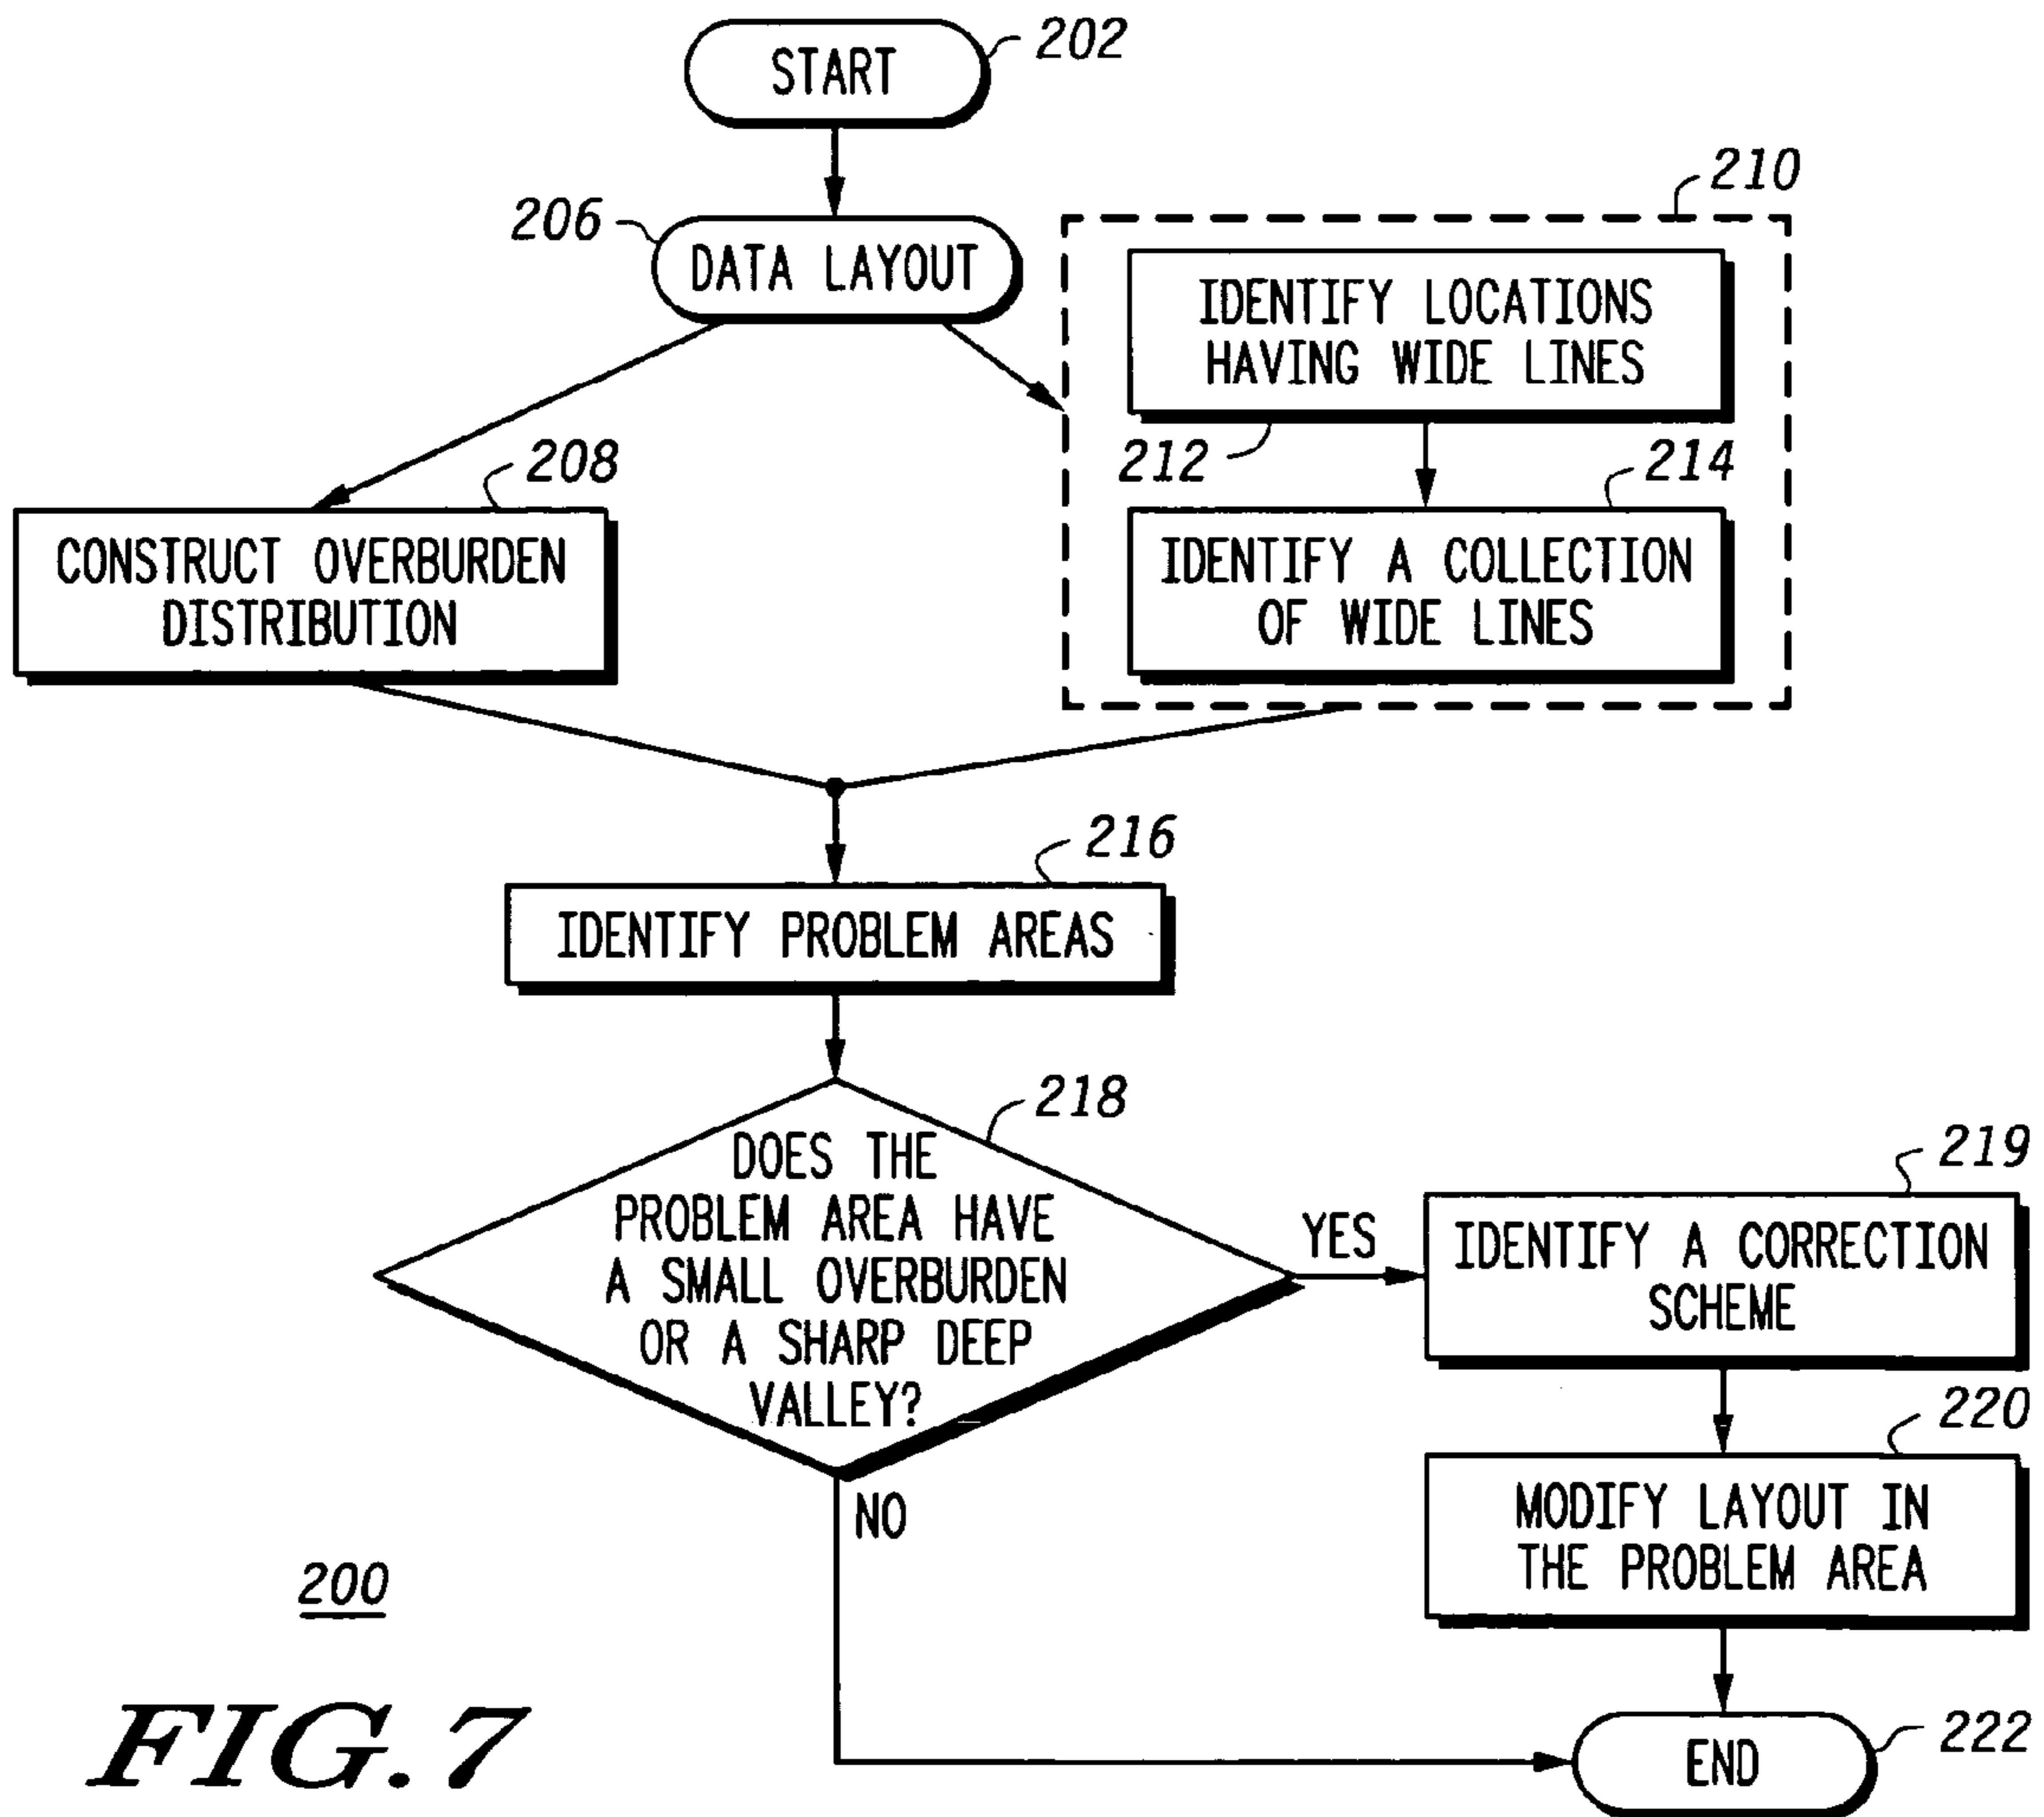 START
202
206
DATA LAYOUT
210
IDENTIFY LOCATIONS
HAVING WIDE LINES
212
214
208
CONSTRUCT OVERBURDEN
DISTRIBUTION
IDENTIFY A COLLECTION
OF WIDE LINES
216
IDENTIFY PROBLEM AREAS
218
DOES THE
PROBLEM AREA HAVE
A SMALL OVERBURDEN
OR A SHARP DEEP
VALLEY?
YES
219
IDENTIFY A CORRECTION
SCHEME
NO
220
MODIFY LAYOUT IN
THE PROBLEM AREA
200
222
END
FIG. 7